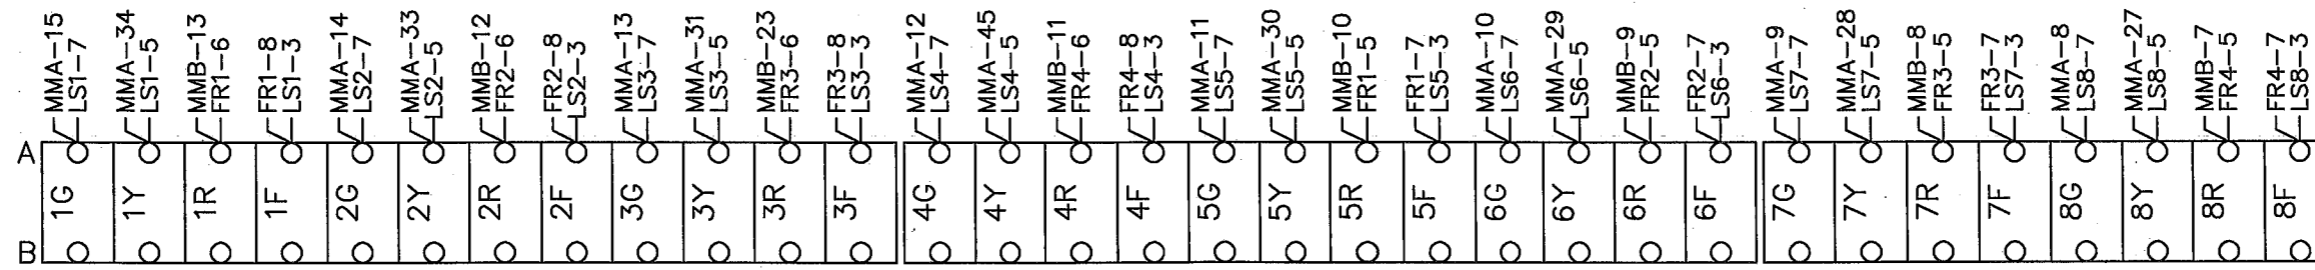 MMA-15
LS1-7
MMA-34
LS1-5
MMB-13
FR1-6
FR1-8
LS1-3
MMA-14
LS2-7
MMA-33
LS2-5
MMB-12
FR2-6
FR2-8
LS2-3
MMA-13
LS3-7
MMA-31
LS3-5
MMB-23
FR3-6
FR3-8
LS3-3
MMA-12
LS4-7
MMA-45
LS4-5
MMB-11
FR4-6
FR4-8
LS4-3
MMA-11
LS5-7
MMA-30
LS5-5
MMB-10
FR1-5
FR1-7
LS5-3
MMA-10
LS6-7
MMA-29
LS6-5
MMB-9
FR2-5
FR2-7
LS6-3
MMA-9
LS7-7
MMA-28
LS7-5
MMB-8
FR3-5
FR3-7
LS7-3
MMA-8
LS8-7
MMA-27
LS8-5
MMB-7
FR4-5
FR4-7
LS8-3
A
1G
1Y
1R
1F
2G
2Y
2R
2F
3G
3Y
3R
3F
4G
4Y
4R
4F
5G
5Y
5R
5F
6G
6Y
6R
6F
7G
7Y
7R
7F
8G
8Y
8R
8F
B